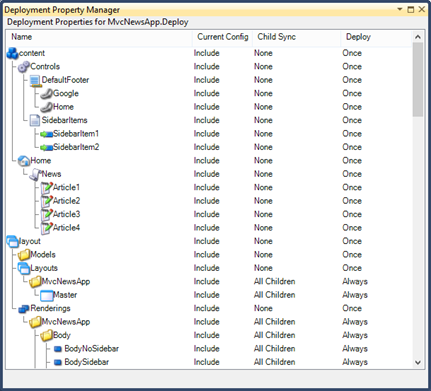 Deployment Property Manager
Deployment Properties for MvcNewsApp.Deploy
Name Current Config Child Sync Deploy
content Include None Once
Controls Include None Once
DefaultFooter Include None Once
Google Include None Once
Home Include None Once
SidebarItems Include None Once
SidebarItem1 Include None Once
SidebarItem2 Include None Once
Home Include None Once
News Include None Once
Article1 Include None Once
Article2 Include None Once
Article3 Include None Once
Article4 Include None Once
layout Include None Once
Models Include None Once
Layouts Include None Once
MvcNewsApp Include All Children Always
Master Include All Children Always
Renderings Include None Once
MvcNewsApp Include All Children Always
Body Include All Children Always
BodyNoSidebar Include All Children Always
BodySidebar Include All Children Always